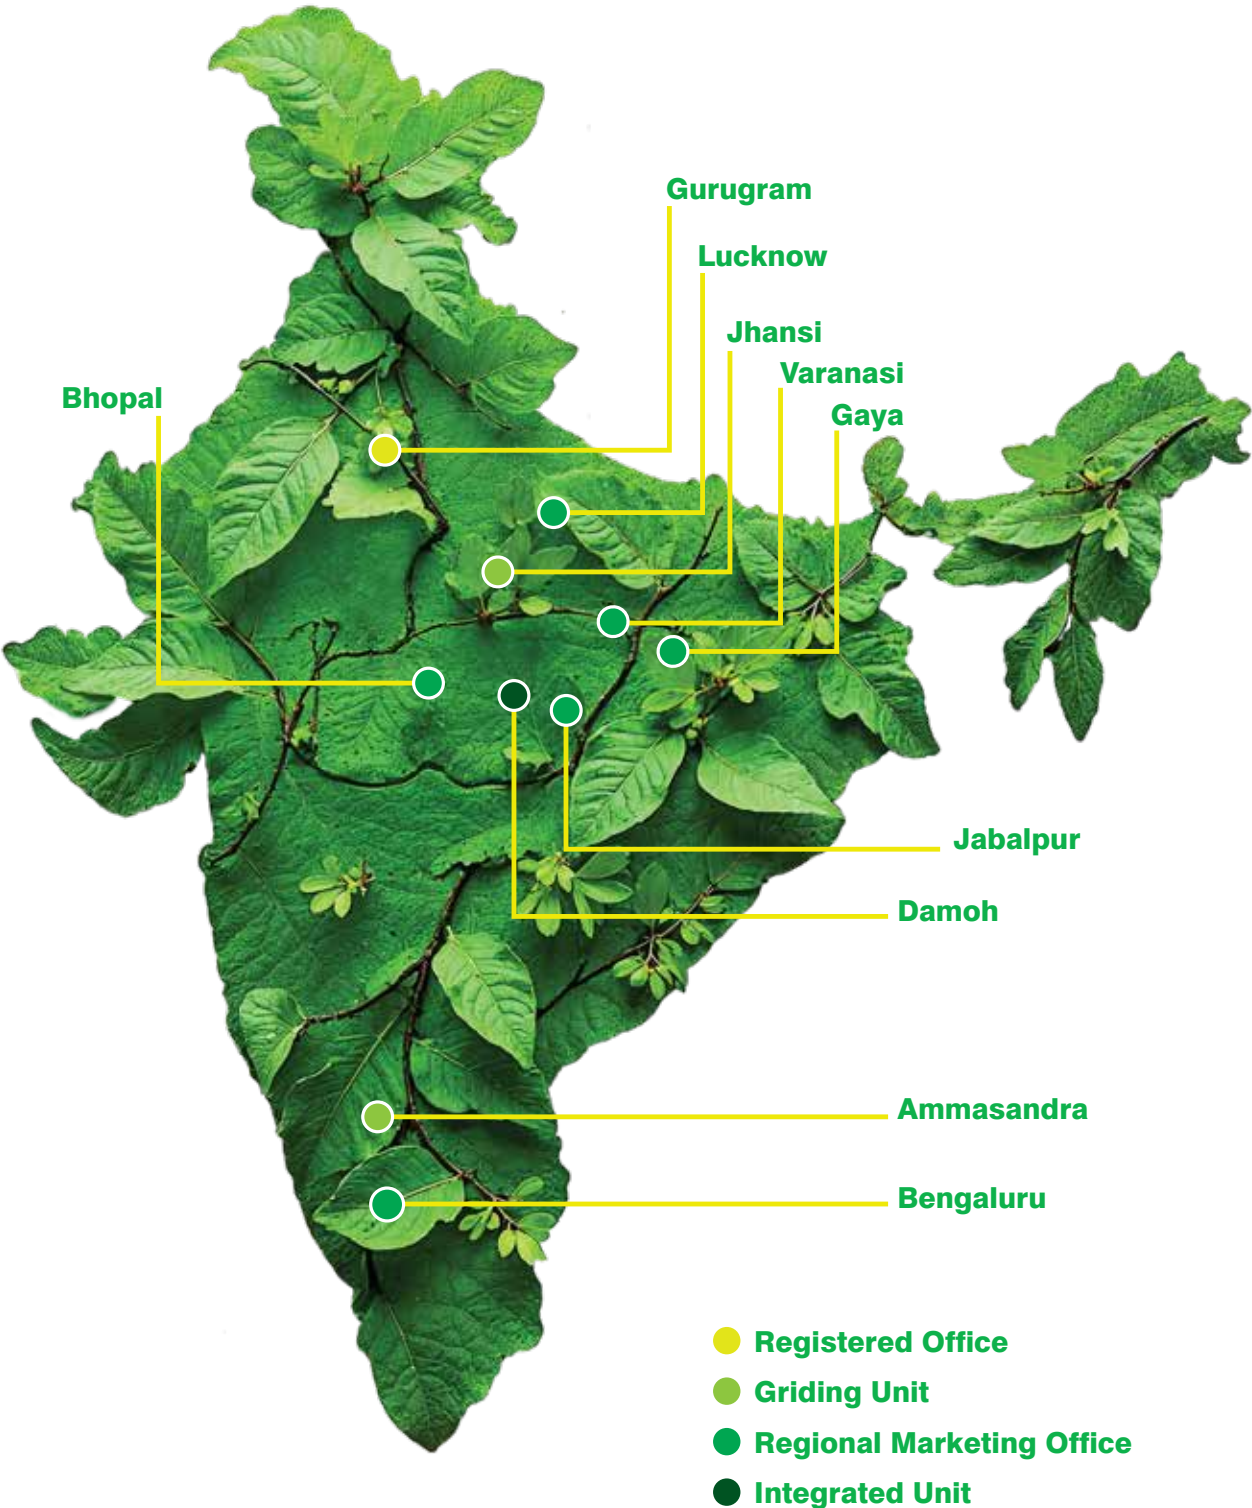 Gurugram
Lucknow
Jhansi
Varanasi
Bhopal
Gaya
Jabalpur
Damoh
Ammasandra
Bengaluru
Registered Office
Griding Unit
Regional Marketing Office
Integrated Unit